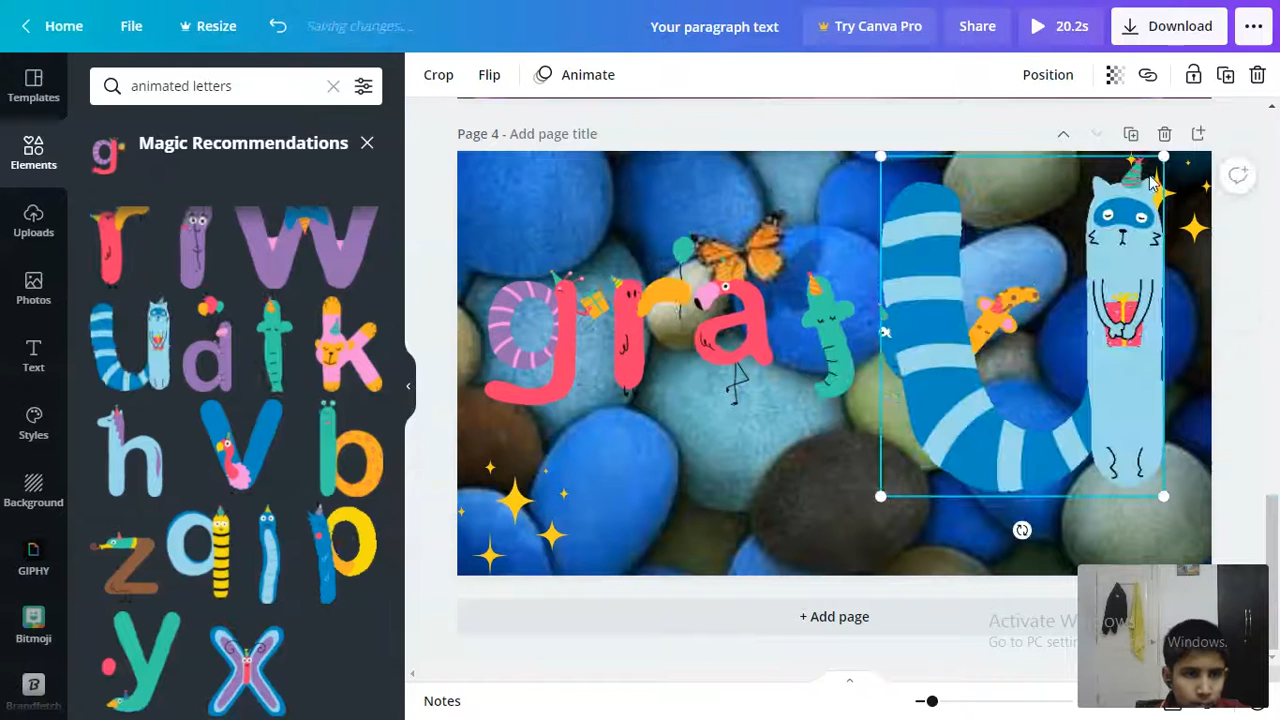 Home
File
Resize
Saving changes...
Your paragraph text
Try Canva Pro
Share
20.2s
Download
Templates
Elements
Uploads
Photos
Text
Styles
Background
GIPHY
Bitmoji
Brandfetch
animated letters
Magic Recommendations
g
r i w
u d t k
h v b
z q j p
y x
Crop
Flip
Animate
Position
Page 4 - Add page title
g r a f u
+ Add page
Activate Windows
Go to PC settings Windows.
Notes